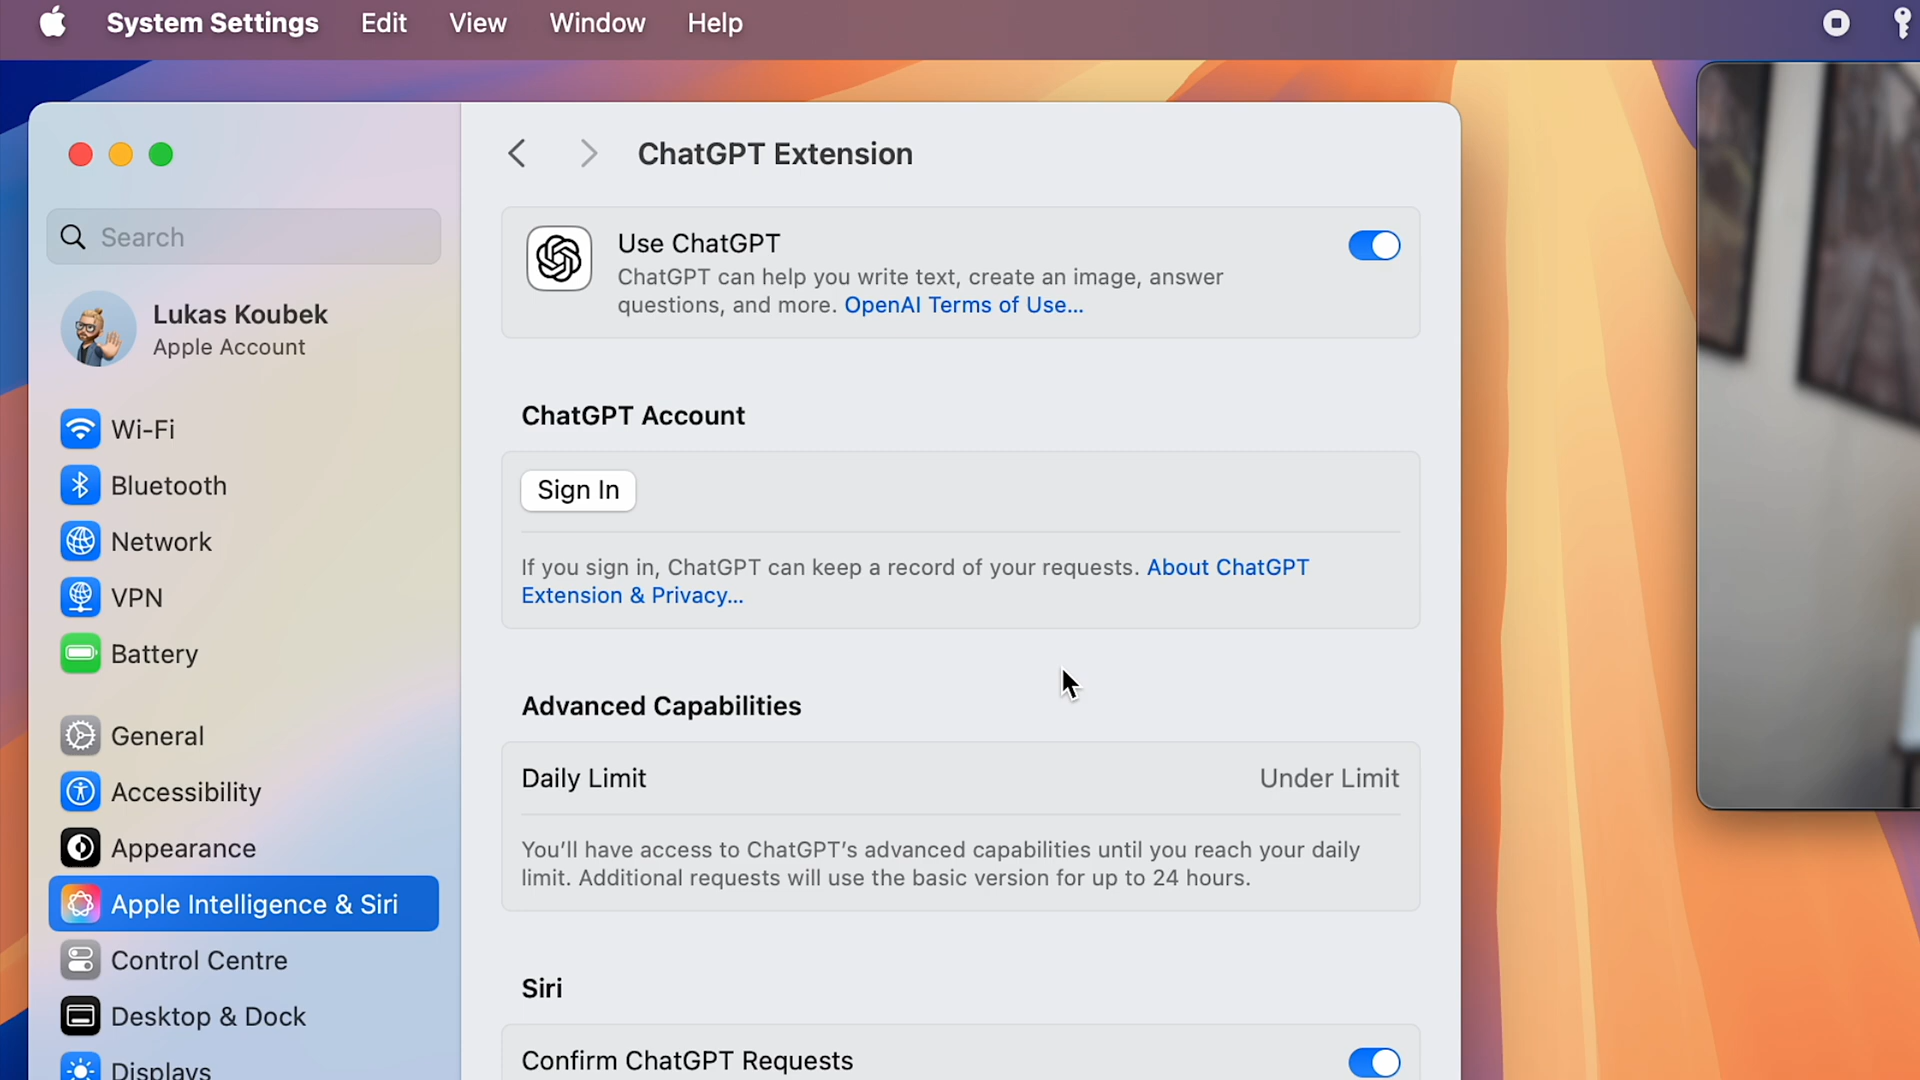 System Settings Edit View Window Help
ChatGPT Extension
Search
Lukas Koubek
Apple Account
Wi-Fi
Bluetooth
Network
VPN
Battery
General
Accessibility
Appearance
Apple Intelligence & Siri
Control Centre
Desktop & Dock
Displays
Use ChatGPT
ChatGPT can help you write text, create an image, answer
questions, and more. OpenAI Terms of Use...
ChatGPT Account
Sign In
If you sign in, ChatGPT can keep a record of your requests. About ChatGPT
Extension & Privacy...
Advanced Capabilities
Daily Limit Under Limit
You'll have access to ChatGPT's advanced capabilities until you reach your daily
limit. Additional requests will use the basic version for up to 24 hours.
Siri
Confirm ChatGPT Requests